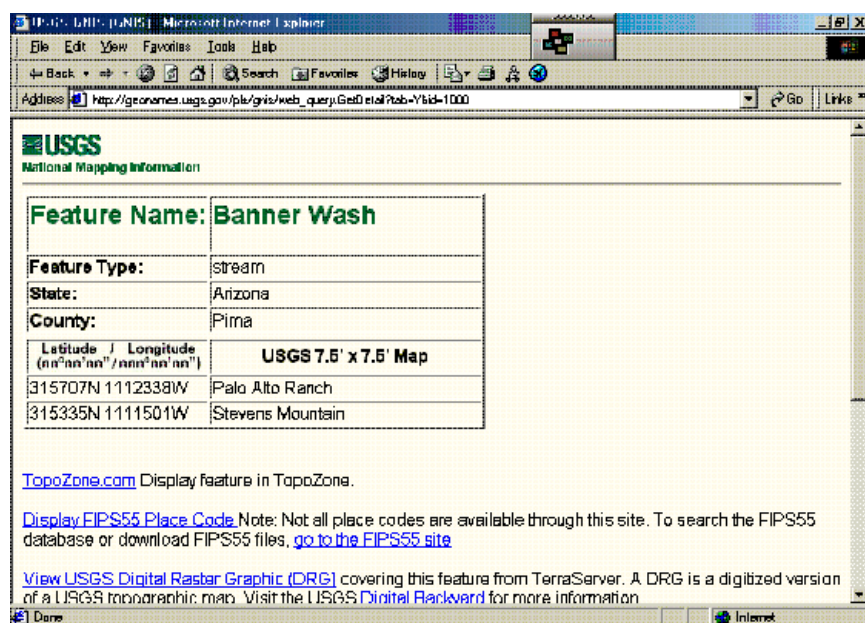 USGS GNIS (GNIS) - Microsoft Internet Explorer
File Edit View Favorites Tools Help
Back Search Favorites History
Address http://geonames.usgs.gov/pls/gnis/web_query.GetDetail?tab=Y&id=1000 Go Links
USGS
National Mapping Information
Feature Name: Banner Wash
Feature Type: stream
State: Arizona
County: Pima
Latitude / Longitude
(nn°nn'nn"/nnn°nn'nn") USGS 7.5' x 7.5' Map
315707N 1112338W Palo Alto Ranch
315335N 1111501W Stevens Mountain
TopoZone.com Display feature in TopoZone.
Display FIPS55 Place Code Note: Not all place codes are available through this site. To search the FIPS55
database or download FIPS55 files, go to the FIPS55 site
View USGS Digital Raster Graphic (DRG) covering this feature from TerraServer. A DRG is a digitized version
of a USGS topographic map. Visit the USGS Digital Backyard for more information.
Done Internet